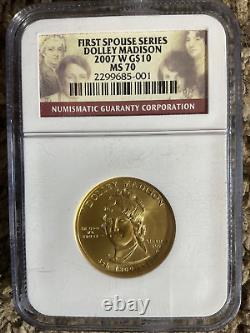 FIRST SPOUSE SERIES
DOLLEY MADISON
2007 W G$10
MS 70
2299685-001
NUMISMATIC GUARANTY CORPORATION
DOLLEY MADISON